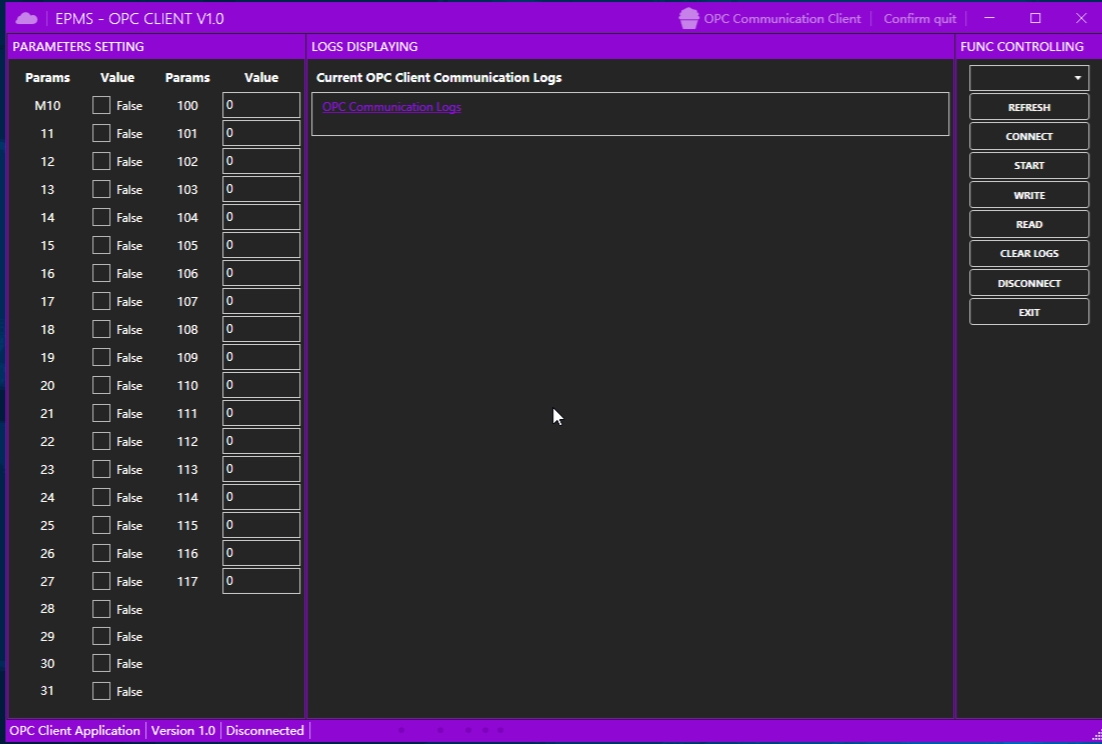 EPMS - OPC CLIENT V1.0 OPC Communication Client Confirm quit
PARAMETERS SETTING LOGS DISPLAYING FUNC CONTROLLING
Params Value Params Value Current OPC Client Communication Logs
M10 False 100 0 OPC Communication Logs REFRESH
11 False 101 0 CONNECT
12 False 102 0 START
13 False 103 0 WRITE
14 False 104 0 READ
15 False 105 0 CLEAR LOGS
16 False 106 0 DISCONNECT
17 False 107 0 EXIT
18 False 108 0
19 False 109 0
20 False 110 0
21 False 111 0
22 False 112 0
23 False 113 0
24 False 114 0
25 False 115 0
26 False 116 0
27 False 117 0
28 False
29 False
30 False
31 False
OPC Client Application Version 1.0 Disconnected